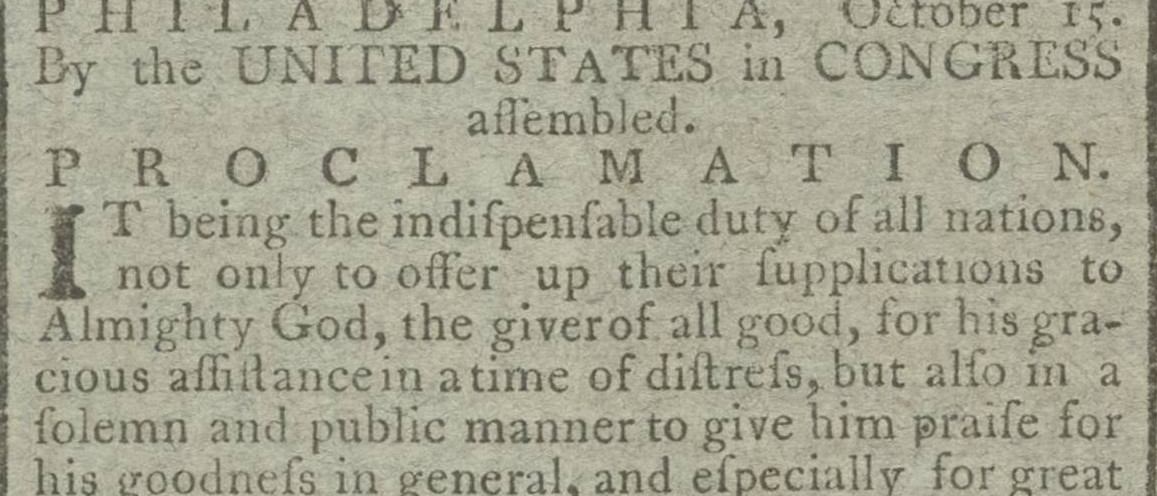 PHILADELPHIA, October 15.
By the UNITED STATES in CONGRESS
aſſembled.
PROCLAMATION.
IT being the indiſpenſable duty of all nations,
not only to offer up their ſupplications to
Almighty God, the giver of all good, for his gra-
cious aſſiſtance in a time of diſtreſs, but alſo in a
ſolemn and public manner to give him praiſe for
his goodneſs in general, and eſpecially for great